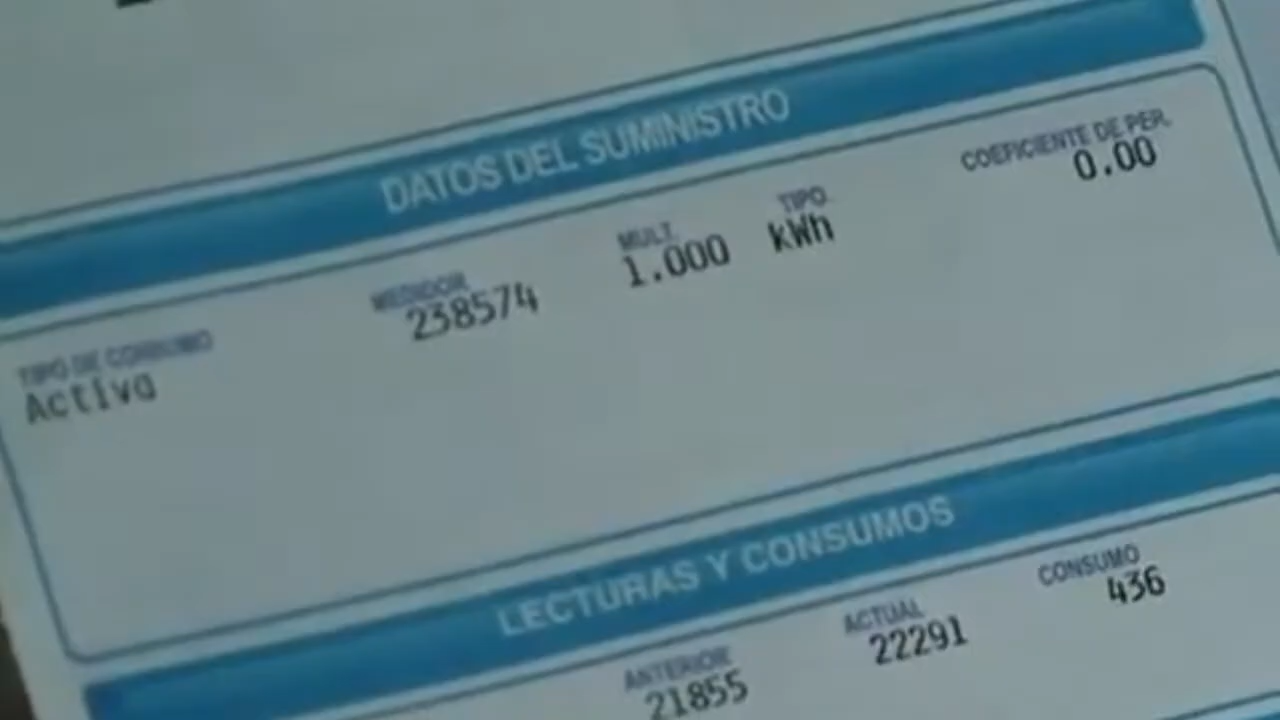 DATOS DEL SUMINISTRO
TIPO DE CONSUMO MEDIDOR MULT. TIPO COEFICIENTE DE PER.
Activa 238574 1.000 kWh 0.00
LECTURAS Y CONSUMOS
ANTERIOR ACTUAL CONSUMO
21855 22291 436